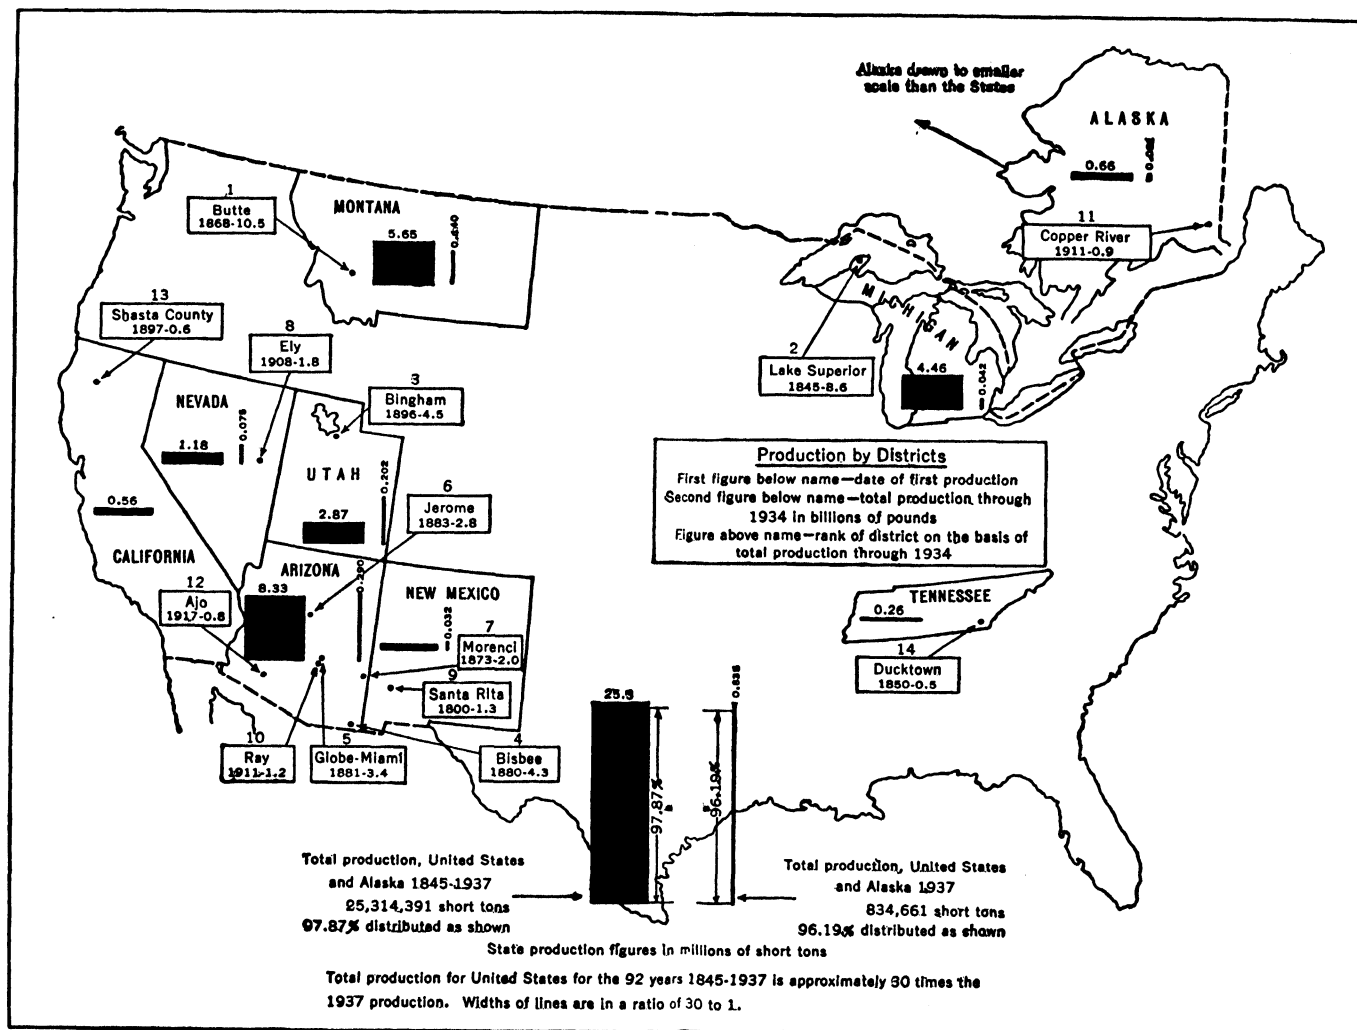 Alaska drawn to smaller
scale than the States
ALASKA
0.66
11
Copper River
1911-0.9
1
Butte
1868-10.5
MONTANA
5.65
13
Shasta County
1897-0.6
8
Ely
1908-1.8
3
Bingham
1896-4.5
NEVADA
1.18
0.075
UTAH
2.87
0.202
6
Jerome
1883-2.8
0.56
CALIFORNIA
12
Ajo
1917-0.8
ARIZONA
8.33
0.290
NEW MEXICO
0.032
7
Morenci
1873-2.0
9
Santa Rita
1800-1.3
10
Ray
1911-1.2
5
Globe-Miami
1881-3.4
4
Bisbee
1880-4.3
MICHIGAN
2
Lake Superior
1845-8.6
4.46
0.042
Production by Districts
First figure below name—date of first production
Second figure below name—total production through
1934 in billions of pounds
Figure above name—rank of district on the basis of
total production through 1934
TENNESSEE
0.26
14
Ducktown
1850-0.5
25.3
97.87%
0.835
96.19%
Total production, United States
and Alaska 1845-1937
25,314,391 short tons
97.87% distributed as shown
Total production, United States
and Alaska 1937
834,661 short tons
96.19% distributed as shown
State production figures in millions of short tons
Total production for United States for the 92 years 1845-1937 is approximately 30 times the
1937 production. Widths of lines are in a ratio of 30 to 1.